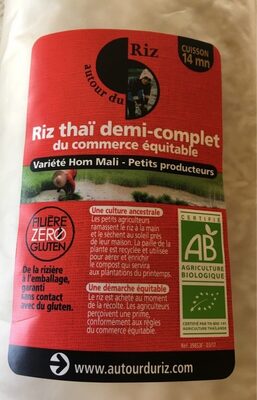 CUISSON
14 mn
Riz
autour du
Riz thaï demi-complet
du commerce équitable
Variété Hom Mali - Petits producteurs
FILIÈRE
ZÉRO
GLUTEN
De la rizière
à l'emballage,
garanti
sans contact
avec du gluten.
Une culture ancestrale
Les petits agriculteurs
ramassent le riz à la main
et le sèchent au soleil près
de leur maison. La paille de la
plante est recyclée et utilisée
pour aérer et enrichir
le compost qui servira
aux plantations du printemps.
Une démarche équitable
Le riz est acheté au moment
de la récolte. Les agriculteurs
perçoivent une prime,
conformément aux règles
du commerce équitable.
CERTIFIÉ
AB
AGRICULTURE
BIOLOGIQUE
AGRICULTURE THAÏLANDE
www.autourduriz.com